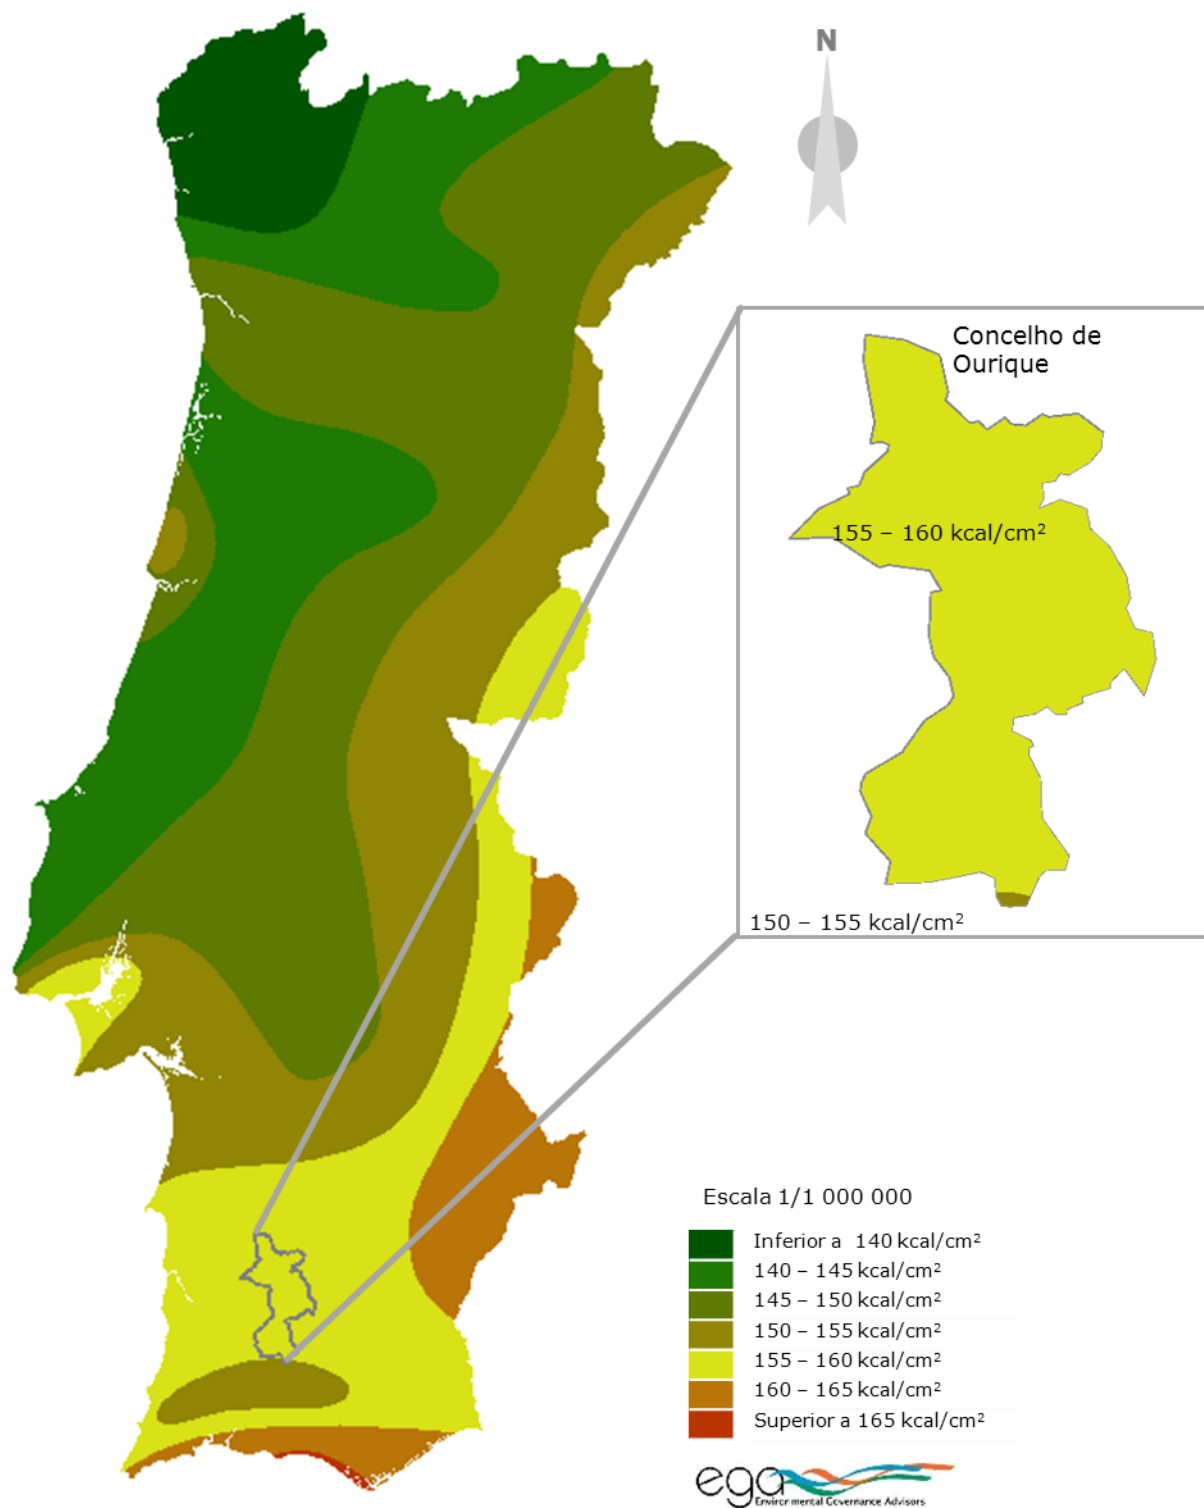 N
Concelho de
Ourique
155 – 160 kcal/cm²
150 – 155 kcal/cm²
Escala 1/1 000 000
Inferior a 140 kcal/cm²
140 – 145 kcal/cm²
145 – 150 kcal/cm²
150 – 155 kcal/cm²
155 – 160 kcal/cm²
160 – 165 kcal/cm²
Superior a 165 kcal/cm²
ega
Environmental Governance Advisors